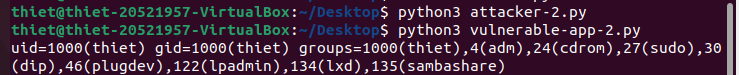 thiet@thiet-20521957-VirtualBox:~/Desktop$ python3 attacker-2.py
thiet@thiet-20521957-VirtualBox:~/Desktop$ python3 vulnerable-app-2.py
uid=1000(thiet) gid=1000(thiet) groups=1000(thiet),4(adm),24(cdrom),27(sudo),30
(dip),46(plugdev),122(lpadmin),134(lxd),135(sambashare)